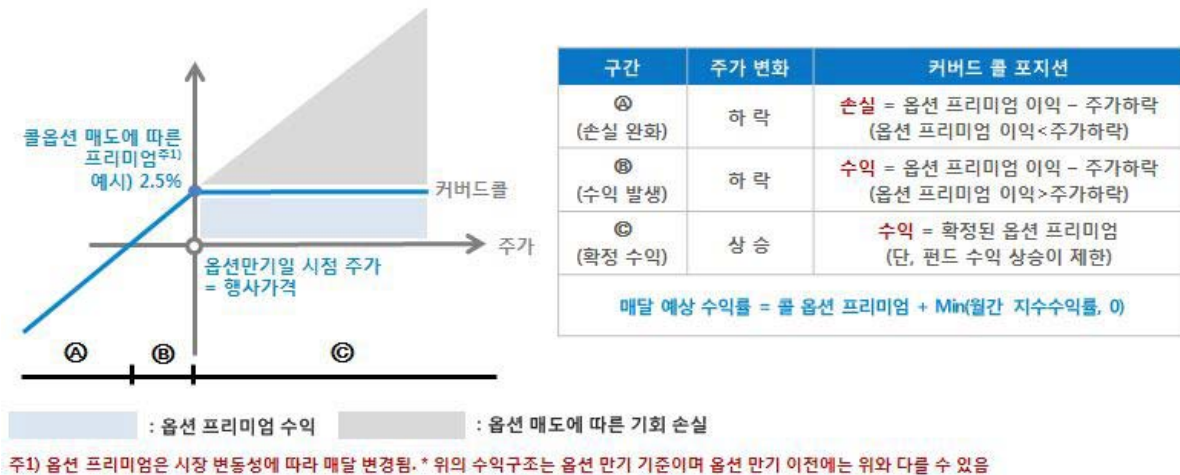 콜옵션 매도에 따른
프리미엄주1)
예시) 2.5%
커버드콜
주가
옵션만기일 시점 주가
= 행사가격
Ⓐ Ⓑ Ⓒ
구간 주가 변화 커버드 콜 포지션
Ⓐ
(손실 완화)
하 락
손실 = 옵션 프리미엄 이익 – 주가하락
(옵션 프리미엄 이익<주가하락)
Ⓑ
(수익 발생)
하 락
수익 = 옵션 프리미엄 이익 – 주가하락
(옵션 프리미엄 이익>주가하락)
Ⓒ
(확정 수익)
상 승
수익 = 확정된 옵션 프리미엄
(단, 펀드 수익 상승이 제한)
매달 예상 수익률 = 콜 옵션 프리미엄 + Min(월간 지수수익률, 0)
: 옵션 프리미엄 수익
: 옵션 매도에 따른 기회 손실
주1) 옵션 프리미엄은 시장 변동성에 따라 매달 변경됨. * 위의 수익구조는 옵션 만기 기준이며 옵션 만기 이전에는 위와 다를 수 있음